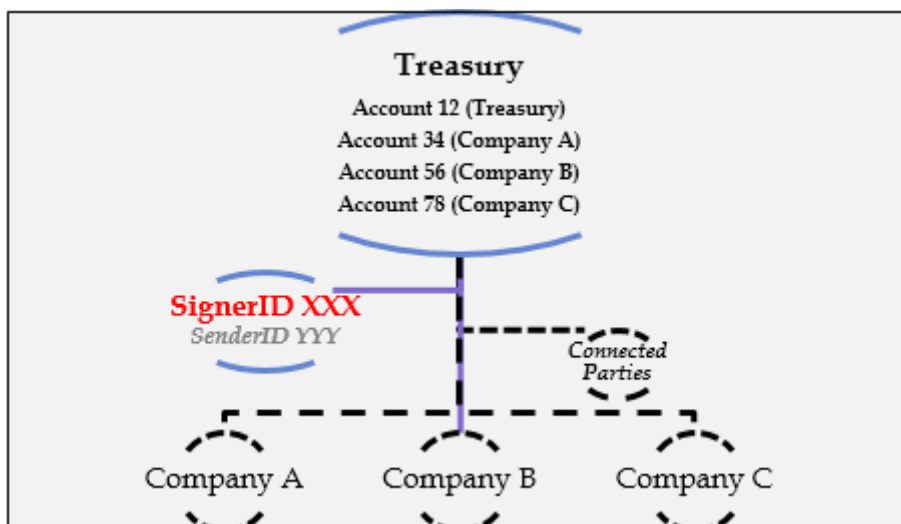 Treasury
Account 12 (Treasury)
Account 34 (Company A)
Account 56 (Company B)
Account 78 (Company C)
SignerID XXX
SenderID YYY
Connected
Parties
Company A
Company B
Company C